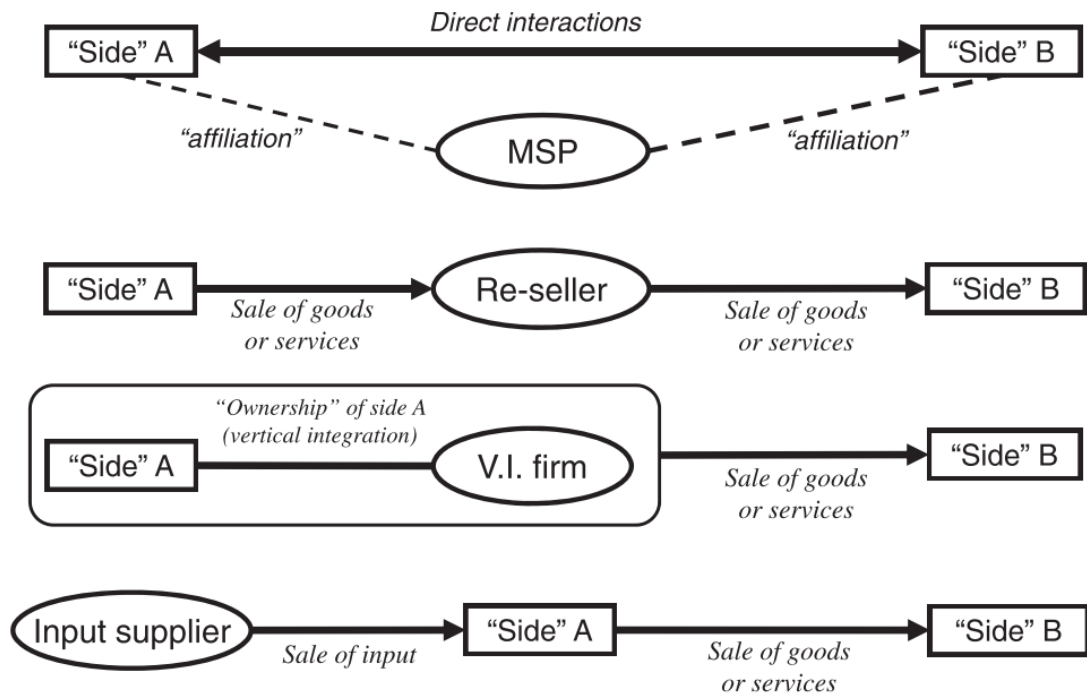 Direct interactions
“Side” A
“Side” B
“affiliation”
MSP
“affiliation”
“Side” A
Re-seller
“Side” B
Sale of goods
or services
Sale of goods
or services
“Ownership” of side A
(vertical integration)
“Side” A
V.I. firm
“Side” B
Sale of goods
or services
Input supplier
“Side” A
“Side” B
Sale of input
Sale of goods
or services